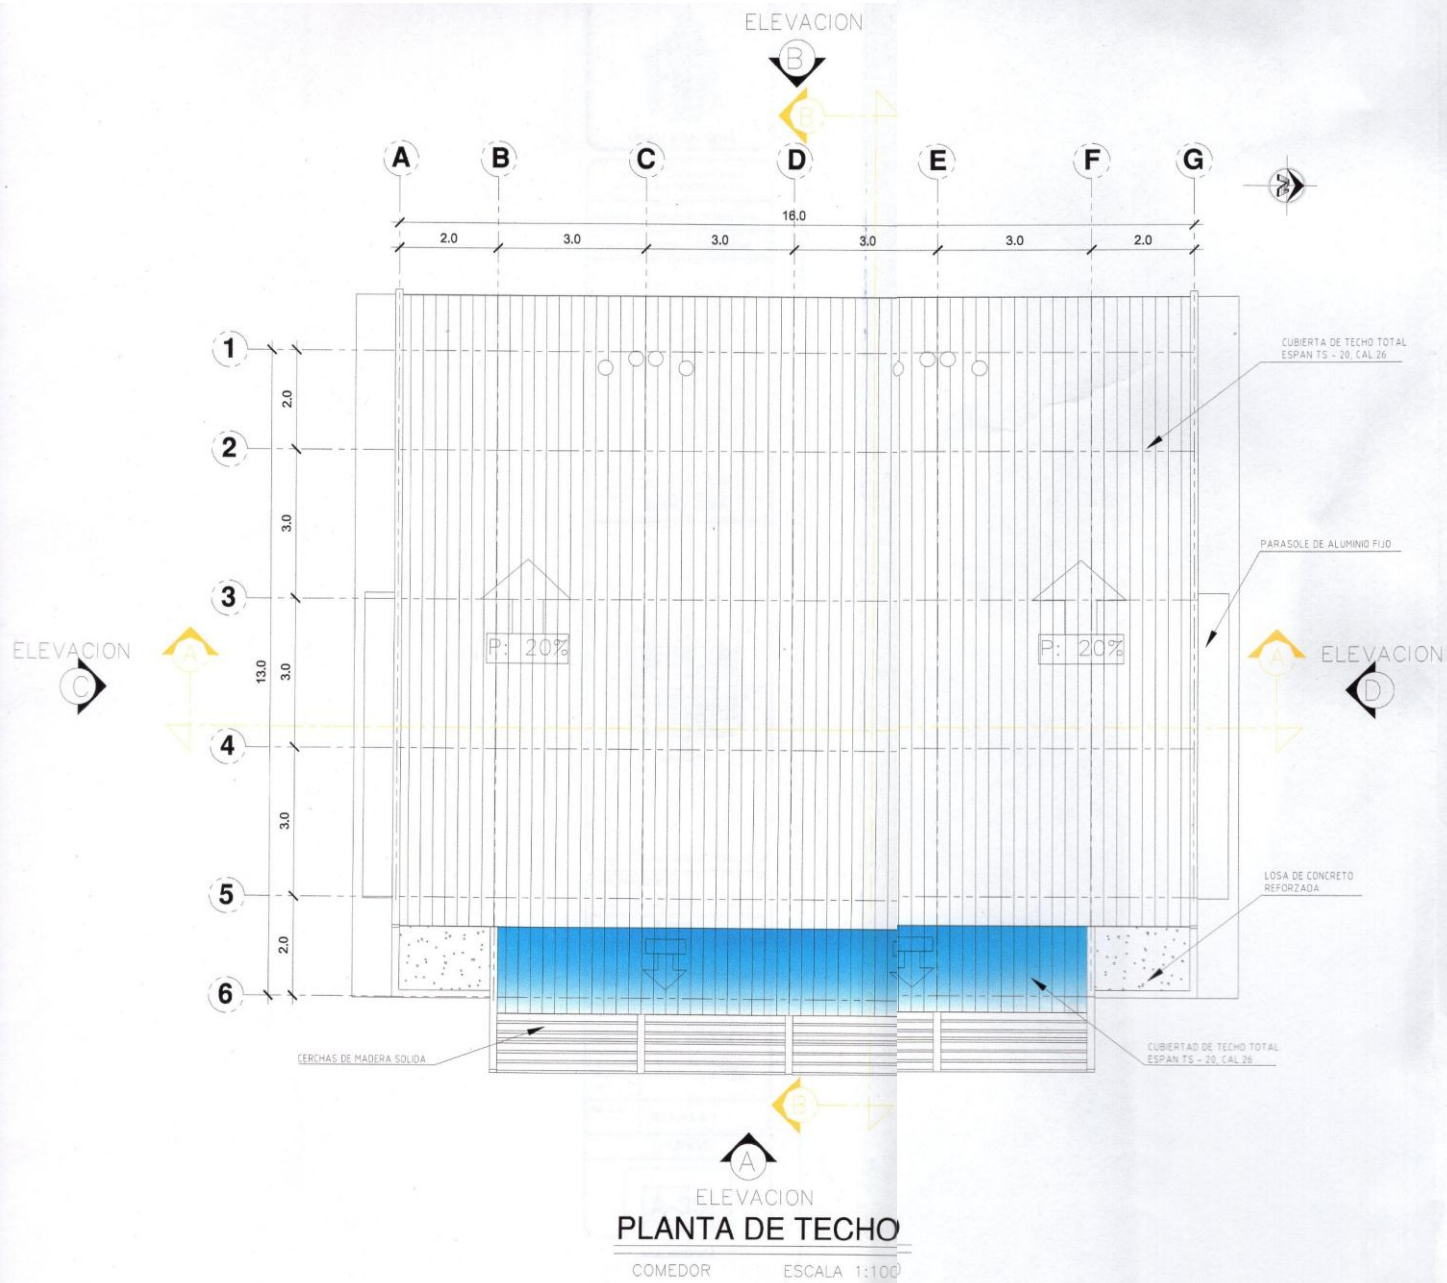 ELEVACION
B
B
A B C D E F G
N
16.0
2.0 3.0 3.0 3.0 3.0 2.0
1
CUBIERTA DE TECHO TOTAL
ESPAN TS - 20, CAL 26
2.0
2
3.0
PARASOLE DE ALUMINIO FIJO
3
P: 20%
P: 20%
ELEVACION
A
C
13.0
3.0
A
ELEVACION
D
4
3.0
5
LOSA DE CONCRETO
REFORZADA
2.0
6
CERCHAS DE MADERA SOLIDA
CUBIERTAD DE TECHO TOTAL
ESPAN TS - 20, CAL 26
B
A
ELEVACION
PLANTA DE TECHO
COMEDOR ESCALA 1:100